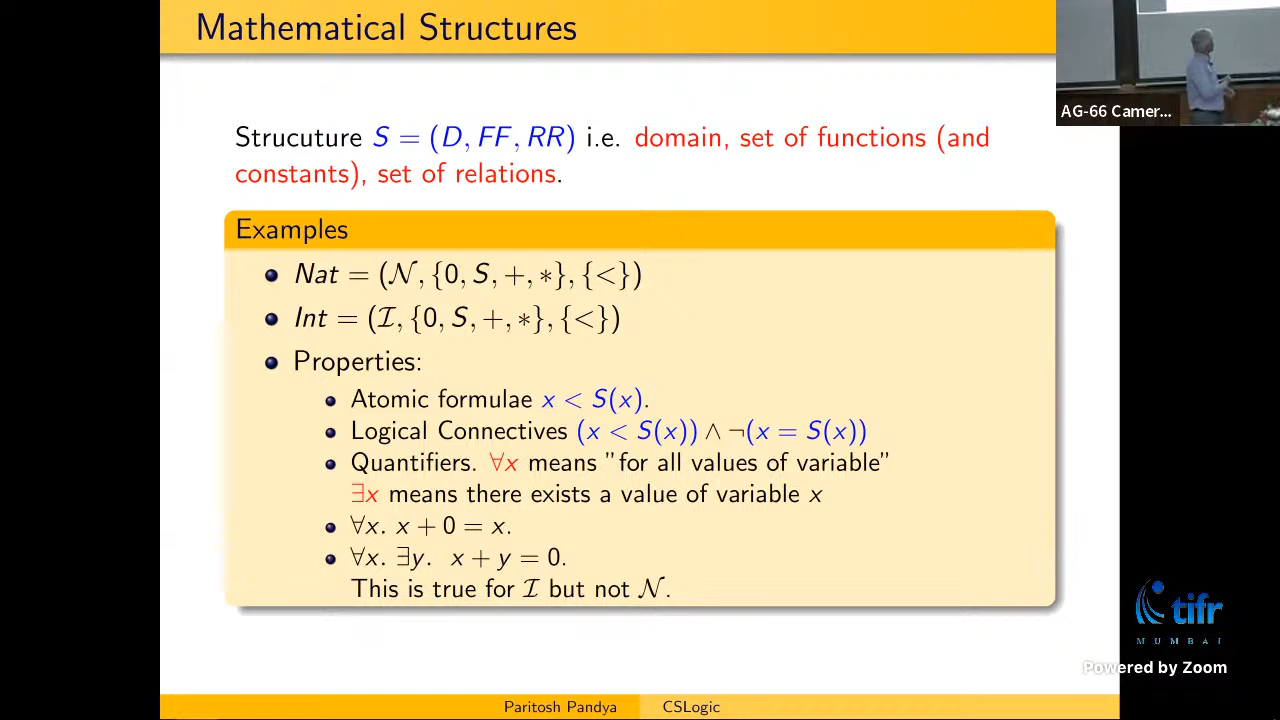 Mathematical Structures
AG-66 Camer...
Strucuture S = (D, FF, RR) i.e. domain, set of functions (and
constants), set of relations.
Examples
Nat = (𝒩, {0, S, +, ∗}, {<})
Int = (ℐ, {0, S, +, ∗}, {<})
Properties:
Atomic formulae x < S(x).
Logical Connectives (x < S(x)) ∧ ¬(x = S(x))
Quantifiers. ∀x means "for all values of variable"
∃x means there exists a value of variable x
∀x. x + 0 = x.
∀x. ∃y. x + y = 0.
This is true for ℐ but not 𝒩.
tifr
MUMBAI
Powered by Zoom
Paritosh Pandya CSLogic